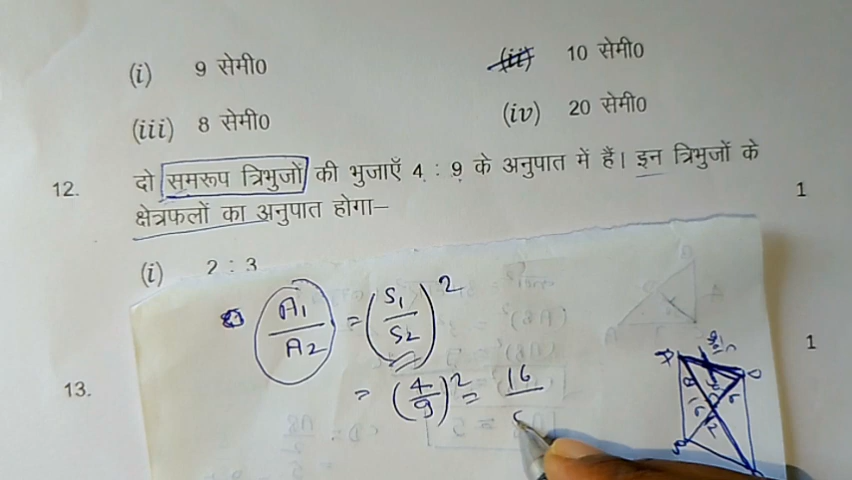 (i) 9 सेमी0 (ii) 10 सेमी0
(iii) 8 सेमी0 (iv) 20 सेमी0
12. दो समरूप त्रिभुजों की भुजाएँ 4 : 9 के अनुपात में हैं। इन त्रिभुजों के
क्षेत्रफलों का अनुपात होगा– 1
(i) 2 : 3
A1/A2 = (S1/S2)^2
= (4/9)^2 = 16
1
13.